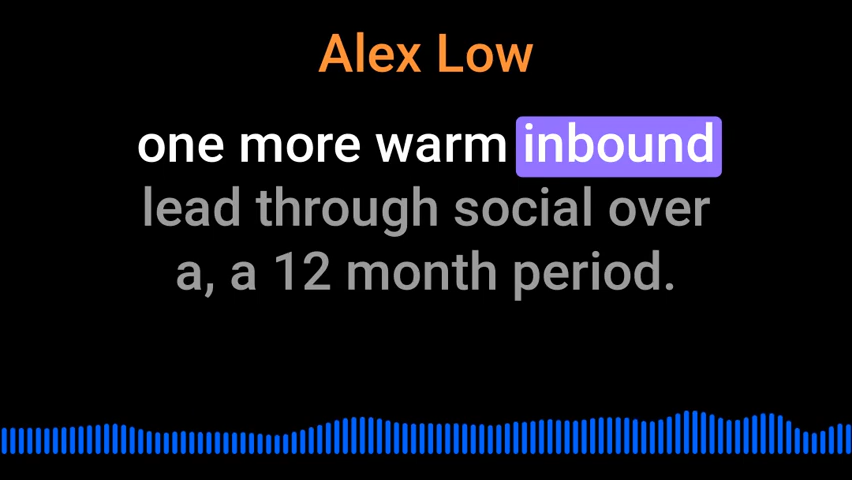 Alex Low
one more warm inbound
lead through social over
a, a 12 month period.